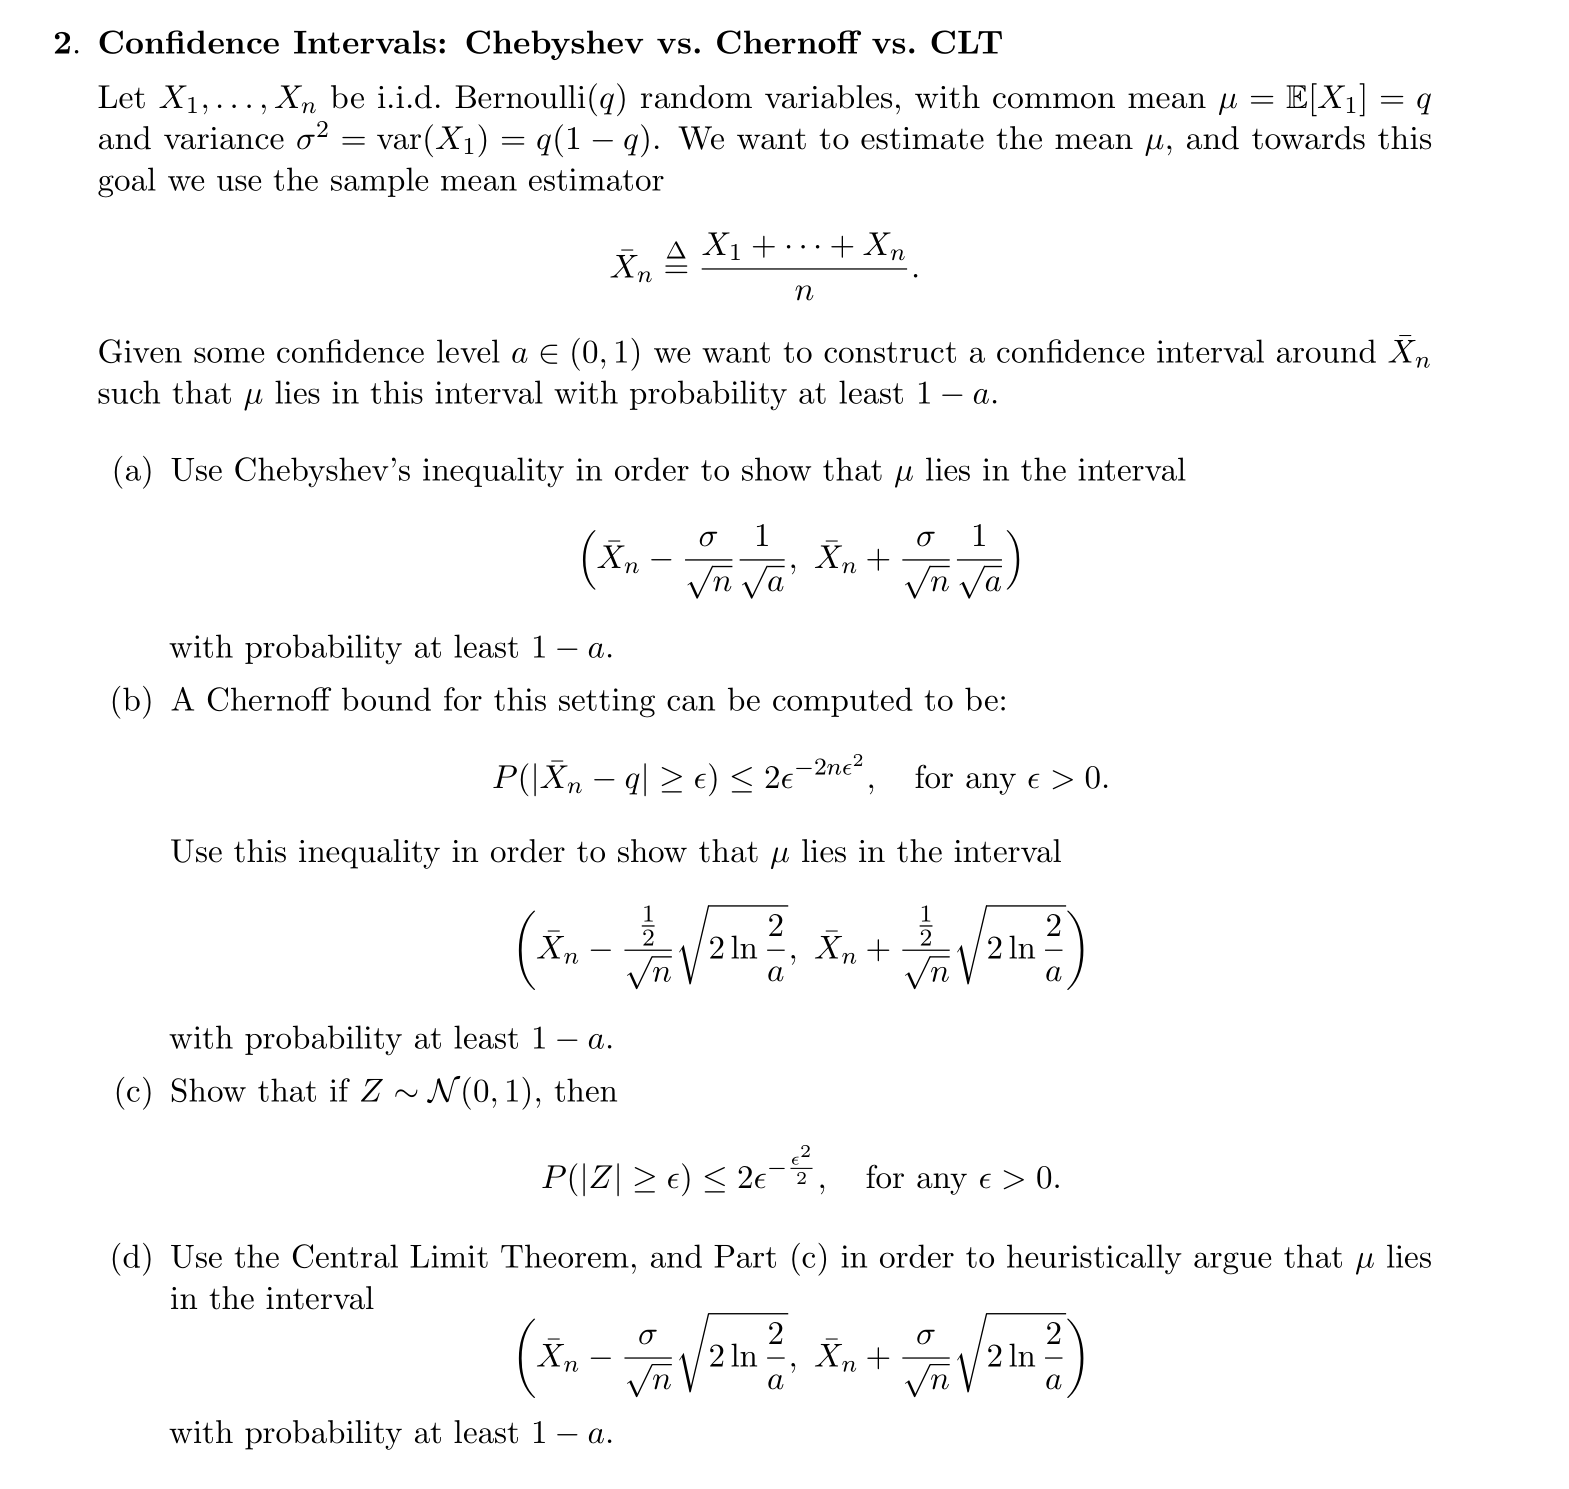 2. Confidence Intervals: Chebyshev vs. Chernoff vs. CLT
Let $X_1, \ldots, X_n$ be i.i.d. Bernoulli$(q)$ random variables, with common mean $\mu = \mathbb{E}[X_1] = q$
and variance $\sigma^2 = \text{var}(X_1) = q(1 - q)$. We want to estimate the mean $\mu$, and towards this
goal we use the sample mean estimator
$\bar{X}_n \stackrel{\Delta}{=} \frac{X_1 + \cdots + X_n}{n}.$
Given some confidence level $a \in (0, 1)$ we want to construct a confidence interval around $\bar{X}_n$
such that $\mu$ lies in this interval with probability at least $1 - a$.
(a) Use Chebyshev's inequality in order to show that $\mu$ lies in the interval
$\left( \bar{X}_n - \frac{\sigma}{\sqrt{n}} \frac{1}{\sqrt{a}}, \bar{X}_n + \frac{\sigma}{\sqrt{n}} \frac{1}{\sqrt{a}} \right)$
with probability at least $1 - a$.
(b) A Chernoff bound for this setting can be computed to be:
$P(|\bar{X}_n - q| \geq \epsilon) \leq 2\epsilon^{-2n\epsilon^2}, \quad \text{for any } \epsilon > 0.$
Use this inequality in order to show that $\mu$ lies in the interval
$\left( \bar{X}_n - \frac{\frac{1}{2}}{\sqrt{n}} \sqrt{2 \ln \frac{2}{a}}, \bar{X}_n + \frac{\frac{1}{2}}{\sqrt{n}} \sqrt{2 \ln \frac{2}{a}} \right)$
with probability at least $1 - a$.
(c) Show that if $Z \sim \mathcal{N}(0, 1)$, then
$P(|Z| \geq \epsilon) \leq 2\epsilon^{-\frac{\epsilon^2}{2}}, \quad \text{for any } \epsilon > 0.$
(d) Use the Central Limit Theorem, and Part (c) in order to heuristically argue that $\mu$ lies
in the interval
$\left( \bar{X}_n - \frac{\sigma}{\sqrt{n}} \sqrt{2 \ln \frac{2}{a}}, \bar{X}_n + \frac{\sigma}{\sqrt{n}} \sqrt{2 \ln \frac{2}{a}} \right)$
with probability at least $1 - a$.